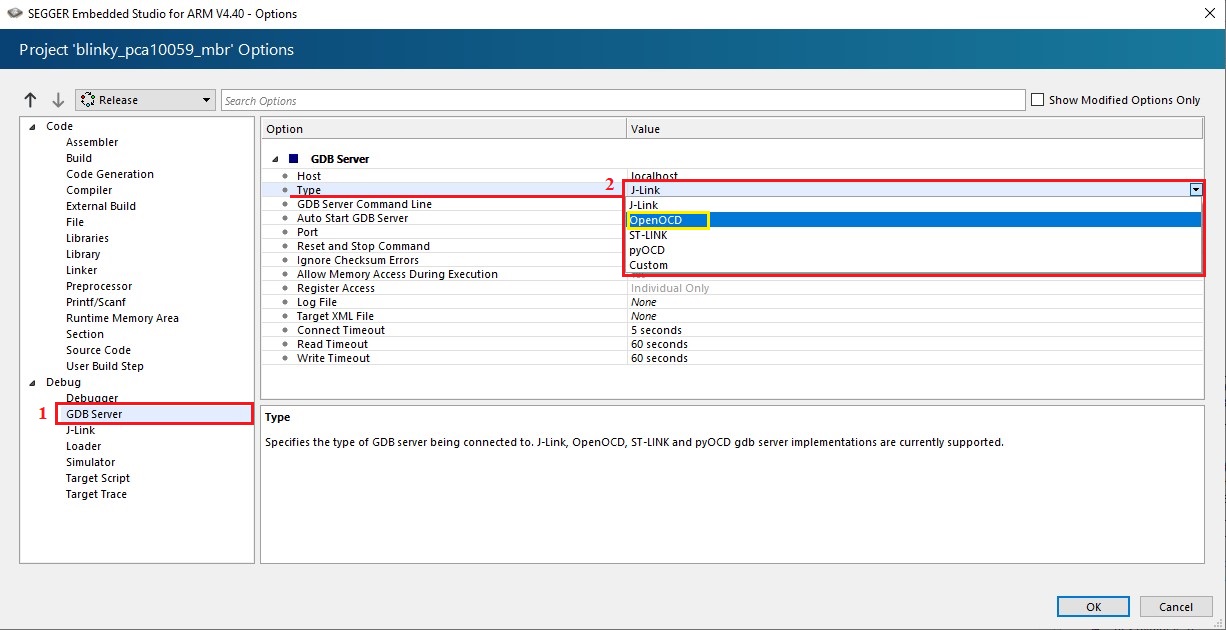 SEGGER Embedded Studio for ARM V4.40 - Options
Project 'blinky_pca10059_mbr' Options
Release
Search Options
Show Modified Options Only
Code
Assembler
Build
Code Generation
Compiler
External Build
File
Libraries
Library
Linker
Preprocessor
Printf/Scanf
Runtime Memory Area
Section
Source Code
User Build Step
Debug
Debugger
1 GDB Server
J-Link
Loader
Simulator
Target Script
Target Trace
Option Value
GDB Server
Host localhost
Type 2 J-Link
GDB Server Command Line
Auto Start GDB Server
Port
Reset and Stop Command
Ignore Checksum Errors
Allow Memory Access During Execution
J-Link
OpenOCD
ST-LINK
pyOCD
Custom
Register Access Individual Only
Log File None
Target XML File None
Connect Timeout 5 seconds
Read Timeout 60 seconds
Write Timeout 60 seconds
Type
Specifies the type of GDB server being connected to. J-Link, OpenOCD, ST-LINK and pyOCD gdb server implementations are currently supported.
OK Cancel